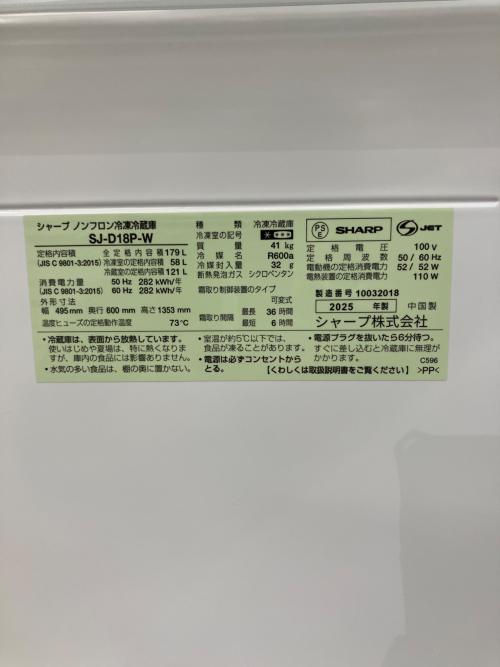 シャープ ノンフロン冷凍冷蔵庫
SJ-D18P-W
定格内容積 全定格内容積 179 L
(JIS C 9801-3:2015) 冷凍室の定格内容積 58 L
冷蔵室の定格内容積 121 L
消費電力量 50 Hz 282 kWh/年
(JIS C 9801-3:2015) 60 Hz 282 kWh/年
外形寸法
幅 495 mm 奥行 600 mm 高さ 1353 mm
温度ヒューズの定格動作温度 73℃
種類 冷凍冷蔵庫
冷凍室の記号 ****
質量 41 kg
冷媒名 R600a
冷媒封入量 32 g
断熱発泡ガス シクロペンタン
霜取り制御装置のタイプ
可変式
霜取り間隔 最長 36 時間
最短 6 時間
PS E SHARP S JET
定格電圧 100 V
定格周波数 50 / 60 Hz
電動機の定格消費電力 52 / 52 W
電熱装置の定格消費電力 110 W
製造番号 10032018
2025 年製 中国製
シャープ株式会社
•冷蔵庫は、表面から放熱しています。
使いはじめや夏場は、特に熱くなりま
すが、庫内の食品には影響ありません。
•水気の多い食品は、棚の奥に置かない。
•室温が約5℃以下では、
食品が凍ることがあります。
•電源は必ずコンセントから
とる。
•電源プラグを抜いたら6分待つ。
すぐに差し込むと冷蔵庫に無理が
かかります。
C596
【くわしくは取扱説明書をご覧ください】 >PP<